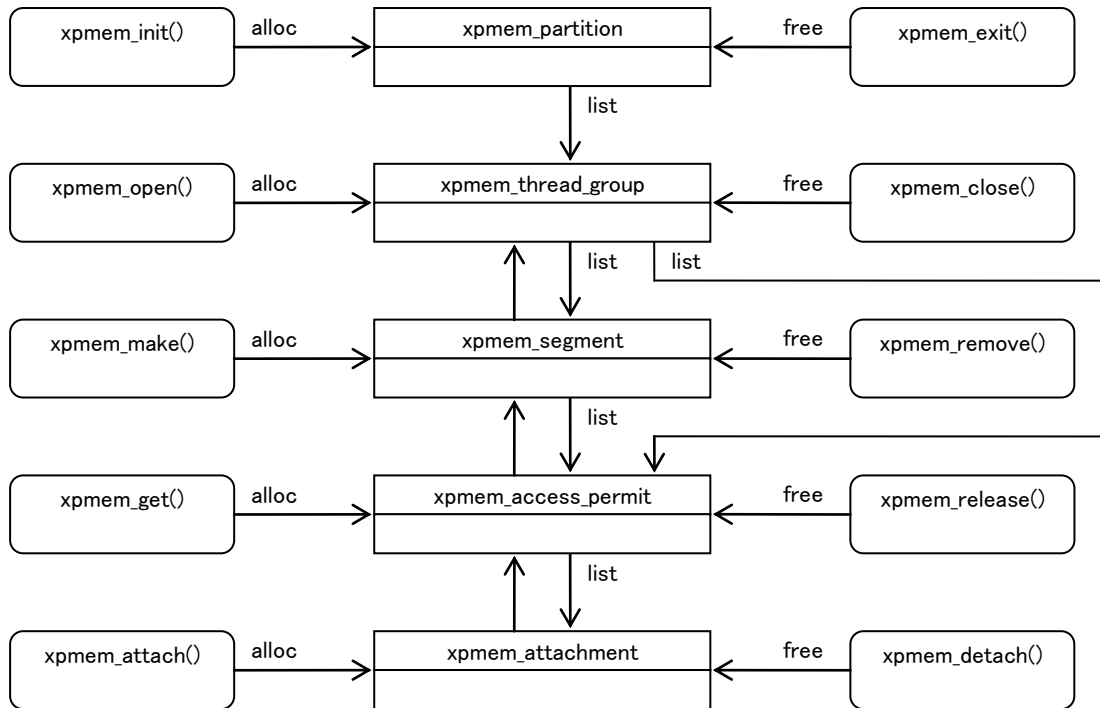 xpmem_init()
alloc
xpmem_partition
free
xpmem_exit()
list
xpmem_open()
alloc
xpmem_thread_group
free
xpmem_close()
list
list
xpmem_make()
alloc
xpmem_segment
free
xpmem_remove()
list
xpmem_get()
alloc
xpmem_access_permit
free
xpmem_release()
list
xpmem_attach()
alloc
xpmem_attachment
free
xpmem_detach()